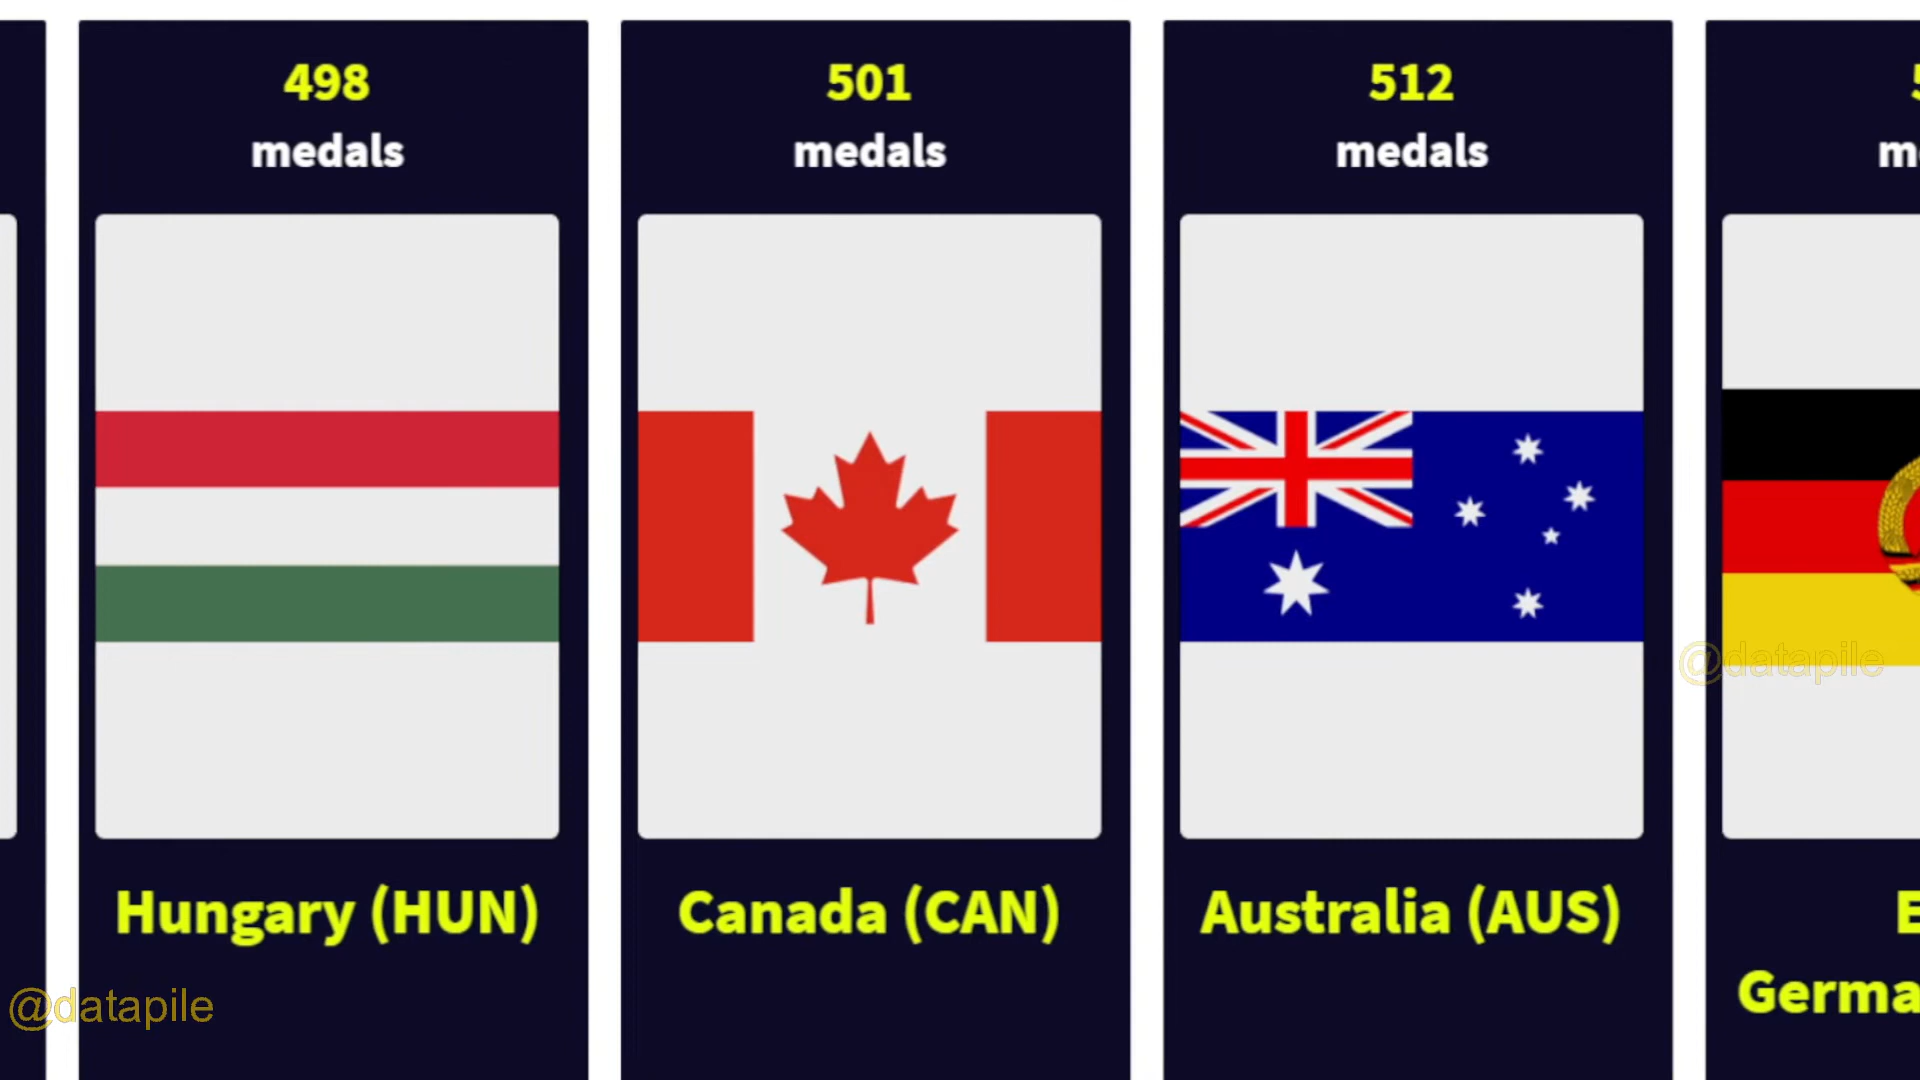 498
medals
Hungary (HUN)
501
medals
Canada (CAN)
512
medals
Australia (AUS)
@datapile
@datapile